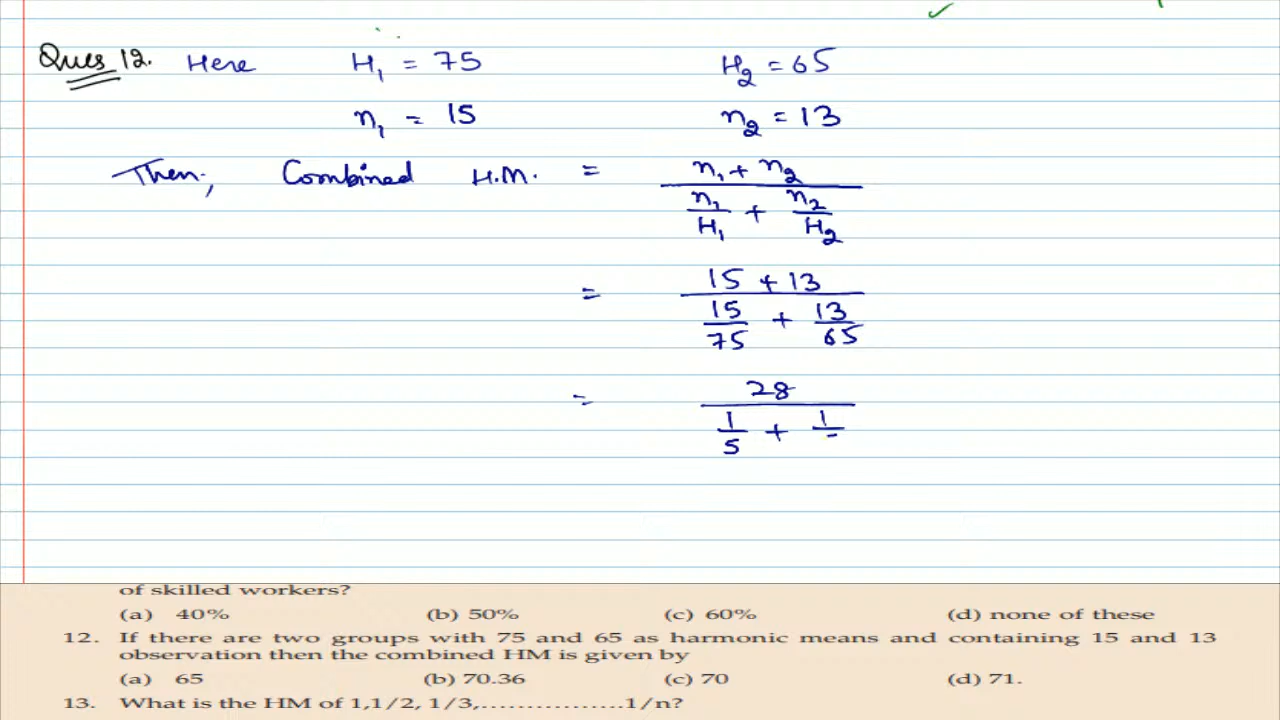 Ques 12. Here H₁ = 75 H₂ = 65
n₁ = 15 n₂ = 13
Then, Combined H.M. = (n₁ + n₂) / (n₁/H₁ + n₂/H₂)
= (15 + 13) / (15/75 + 13/65)
= 28 / (1/5 + 1/
of skilled workers?
(a) 40% (b) 50% (c) 60% (d) none of these
12. If there are two groups with 75 and 65 as harmonic means and containing 15 and 13
observation then the combined HM is given by
(a) 65 (b) 70.36 (c) 70 (d) 71.
13. What is the HM of 1,1/2, 1/3,................1/n?